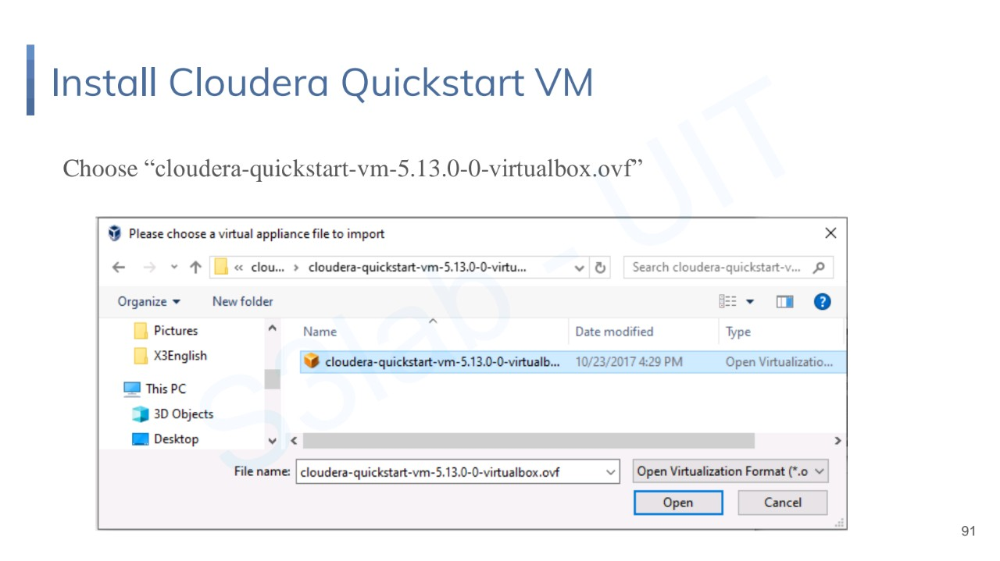 Install Cloudera Quickstart VM
Choose “cloudera-quickstart-vm-5.13.0-0-virtualbox.ovf”
Please choose a virtual appliance file to import
« clou... › cloudera-quickstart-vm-5.13.0-0-virtu...
Search cloudera-quickstart-v...
Organize
New folder
Pictures
X3English
This PC
3D Objects
Desktop
Name Date modified Type
cloudera-quickstart-vm-5.13.0-0-virtualb... 10/23/2017 4:29 PM Open Virtualizatio...
File name: cloudera-quickstart-vm-5.13.0-0-virtualbox.ovf
Open Virtualization Format (*.o
Open
Cancel
S3lab - UIT
91